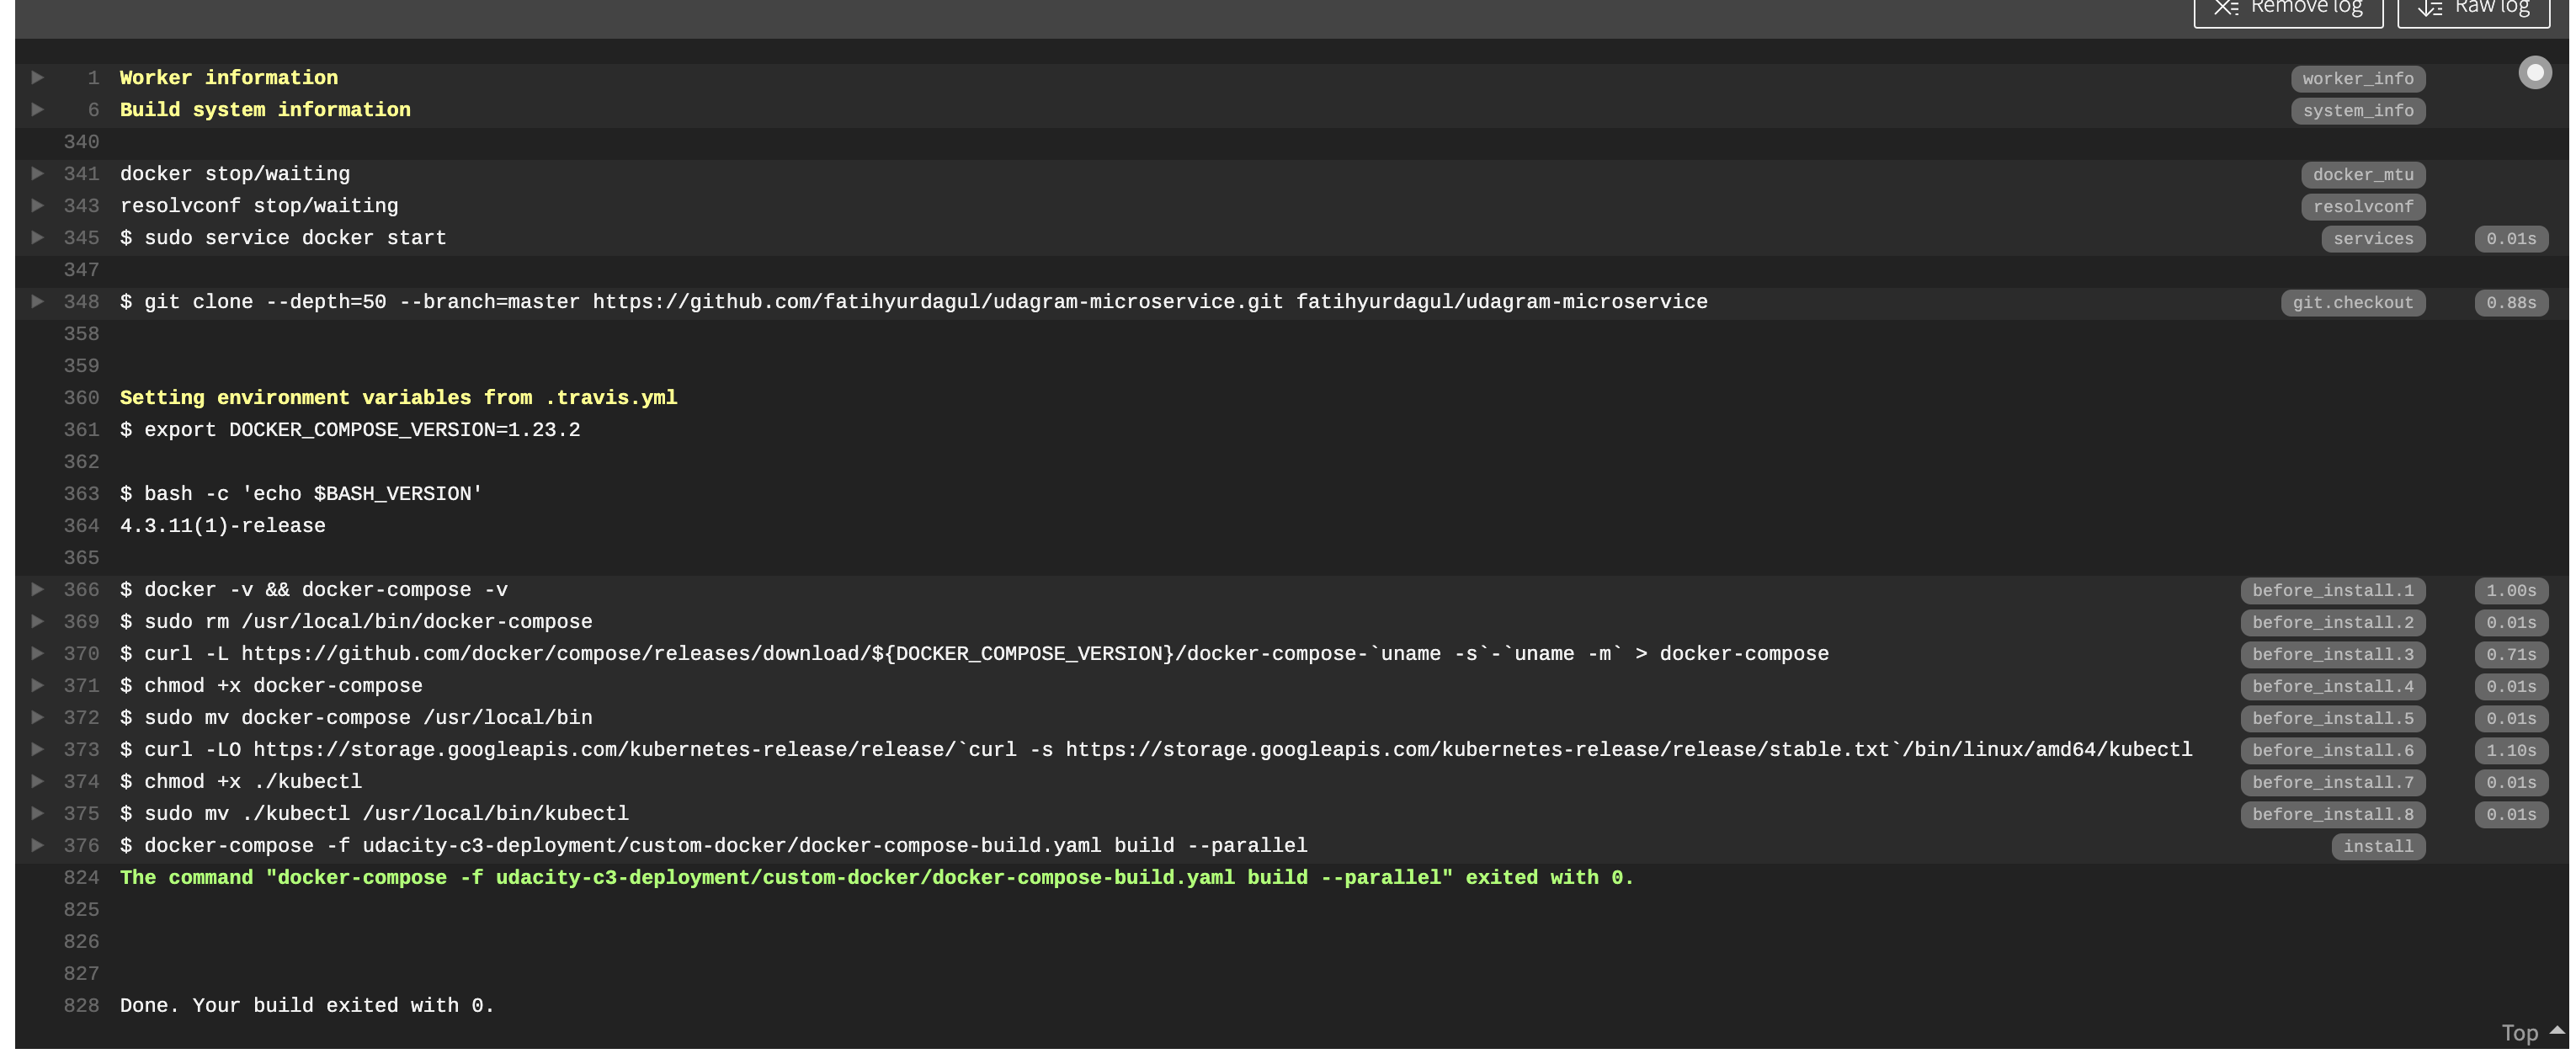 Remove log Raw log
1 Worker information worker_info
6 Build system information system_info
340
341 docker stop/waiting docker_mtu
343 resolvconf stop/waiting resolvconf
345 $ sudo service docker start services 0.01s
347
348 $ git clone --depth=50 --branch=master https://github.com/fatihyurdagul/udagram-microservice.git fatihyurdagul/udagram-microservice git.checkout 0.88s
358
359
360 Setting environment variables from .travis.yml
361 $ export DOCKER_COMPOSE_VERSION=1.23.2
362
363 $ bash -c 'echo $BASH_VERSION'
364 4.3.11(1)-release
365
366 $ docker -v && docker-compose -v before_install.1 1.00s
369 $ sudo rm /usr/local/bin/docker-compose before_install.2 0.01s
370 $ curl -L https://github.com/docker/compose/releases/download/${DOCKER_COMPOSE_VERSION}/docker-compose-`uname -s`-`uname -m` > docker-compose before_install.3 0.71s
371 $ chmod +x docker-compose before_install.4 0.01s
372 $ sudo mv docker-compose /usr/local/bin before_install.5 0.01s
373 $ curl -LO https://storage.googleapis.com/kubernetes-release/release/`curl -s https://storage.googleapis.com/kubernetes-release/release/stable.txt`/bin/linux/amd64/kubectl before_install.6 1.10s
374 $ chmod +x ./kubectl before_install.7 0.01s
375 $ sudo mv ./kubectl /usr/local/bin/kubectl before_install.8 0.01s
376 $ docker-compose -f udacity-c3-deployment/custom-docker/docker-compose-build.yaml build --parallel install
824 The command "docker-compose -f udacity-c3-deployment/custom-docker/docker-compose-build.yaml build --parallel" exited with 0.
825
826
827
828 Done. Your build exited with 0.
Top